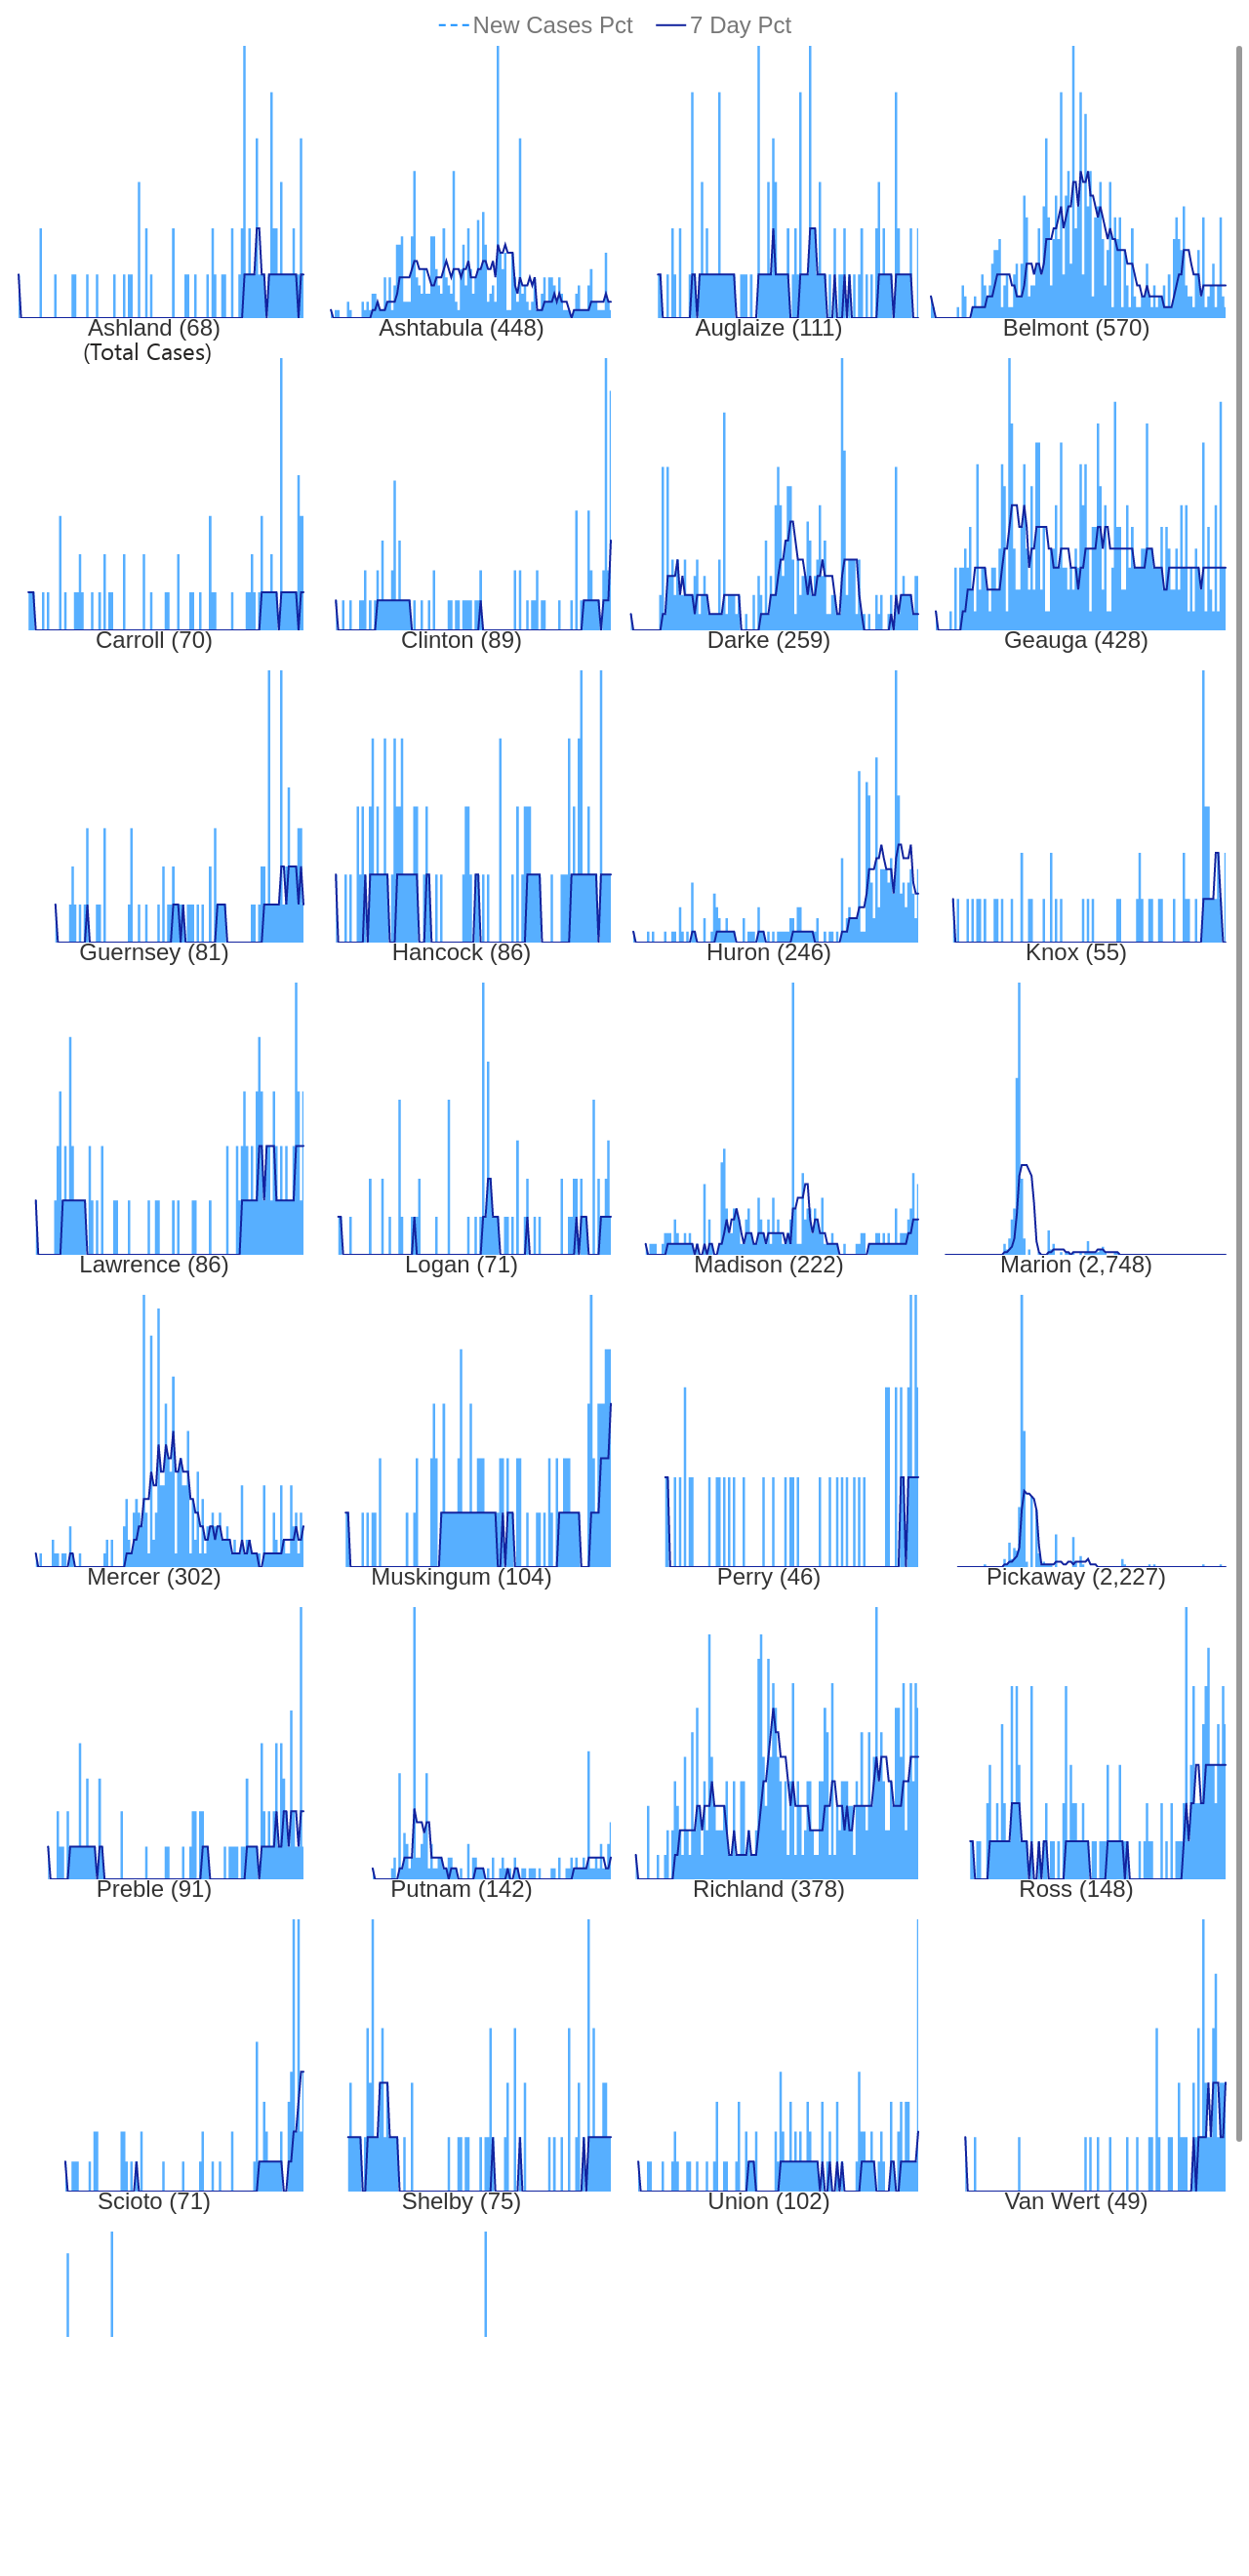 New Cases Pct 7 Day Pct
Ashland (68) Ashtabula (448) Auglaize (111) Belmont (570)
(Total Cases)
Carroll (70) Clinton (89) Darke (259) Geauga (428)
Guernsey (81) Hancock (86) Huron (246) Knox (55)
Lawrence (86) Logan (71) Madison (222) Marion (2,748)
Mercer (302) Muskingum (104) Perry (46) Pickaway (2,227)
Preble (91) Putnam (142) Richland (378) Ross (148)
Scioto (71) Shelby (75) Union (102) Van Wert (49)